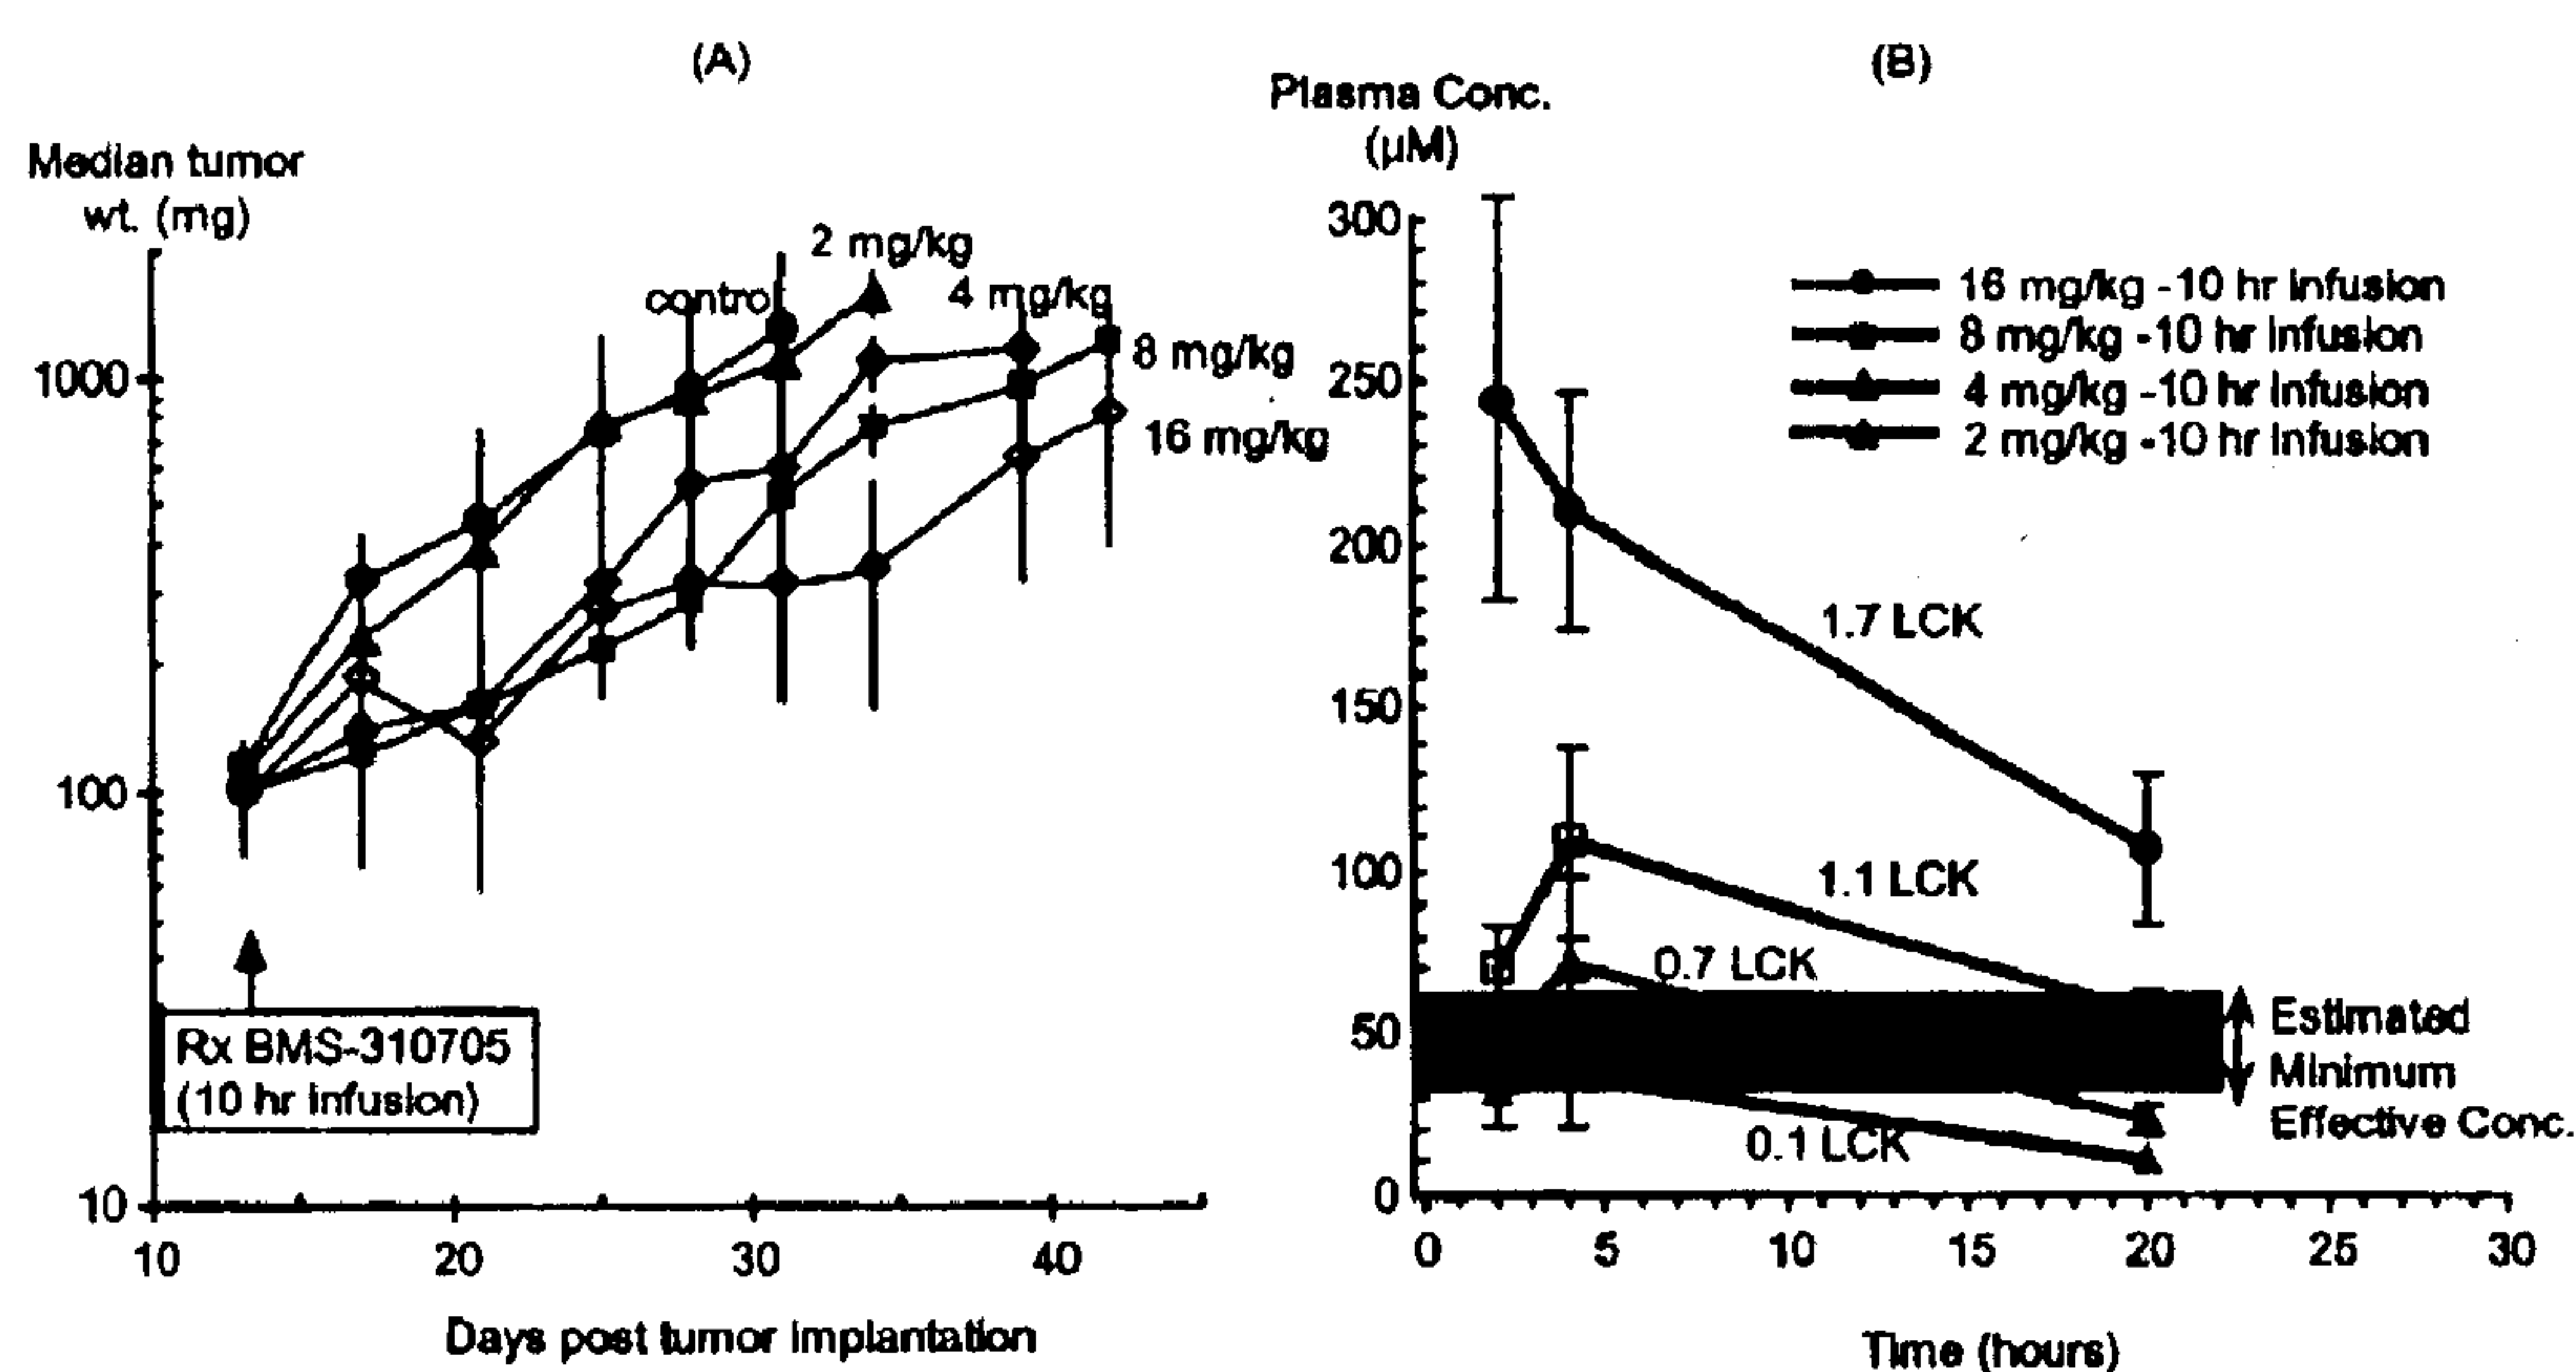 (A)
Median tumor
wt. (mg)
1000
100
10
control
2 mg/kg
4 mg/kg
8 mg/kg
16 mg/kg
Rx BMS-310705
(10 hr infusion)
10 20 30 40
Days post tumor implantation
(B)
Plasma Conc.
(µM)
300
250
200
150
100
50
0
16 mg/kg -10 hr infusion
8 mg/kg -10 hr infusion
4 mg/kg -10 hr infusion
2 mg/kg -10 hr infusion
1.7 LCK
1.1 LCK
0.7 LCK
0.1 LCK
Estimated
Minimum
Effective Conc.
0 5 10 15 20 25 30
Time (hours)